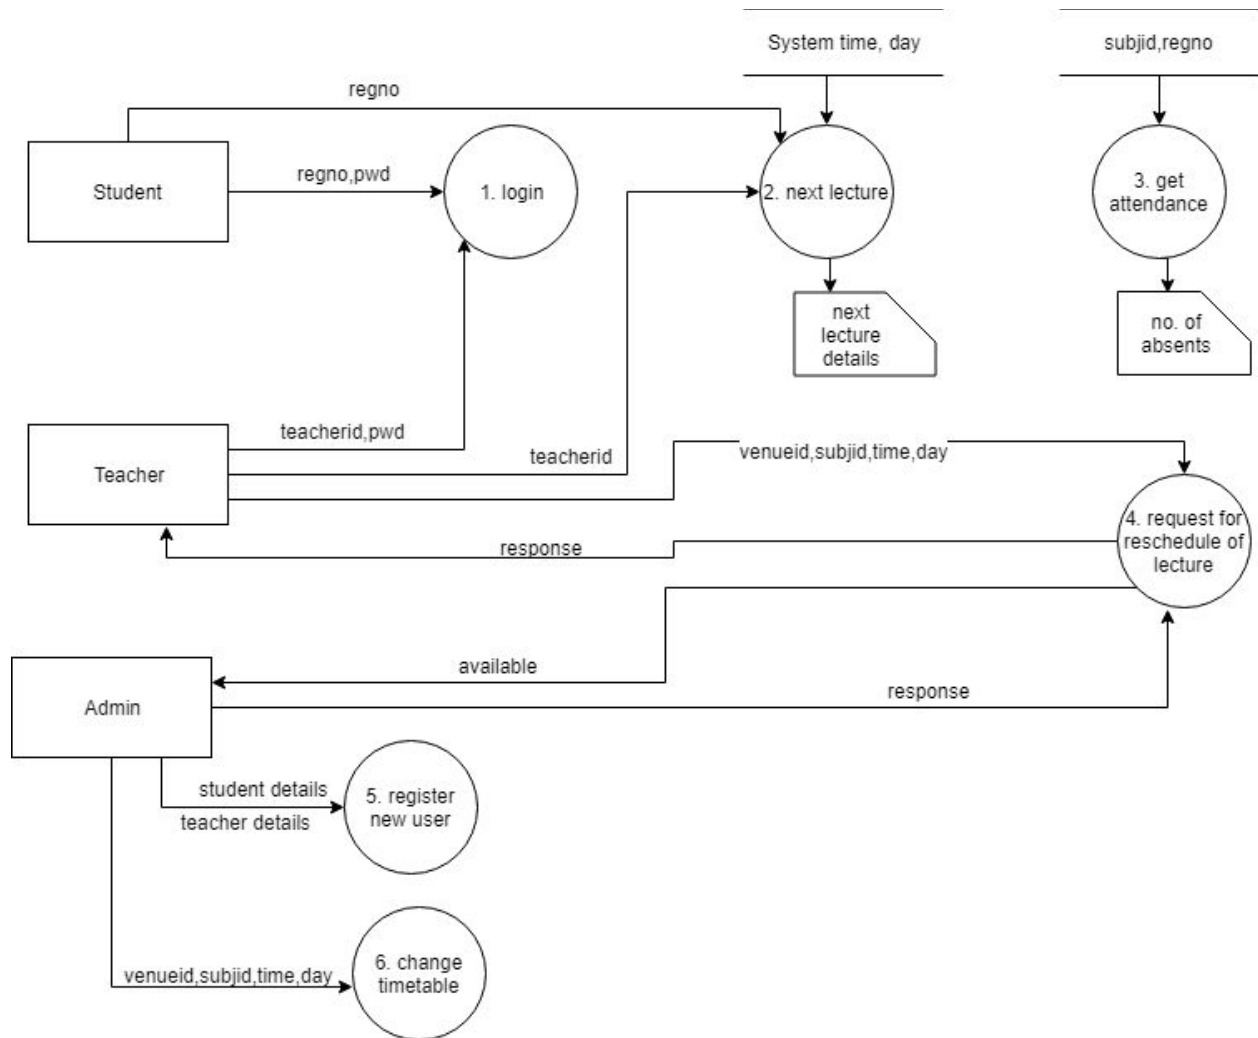 System time, day
subjid,regno
regno
Student
regno,pwd
1. login
2. next lecture
3. get
attendance
next
lecture
details
no. of
absents
Teacher
teacherid,pwd
teacherid
venueid,subjid,time,day
4. request for
reschedule of
lecture
response
available
Admin
response
student details
teacher details
5. register
new user
venueid,subjid,time,day
6. change
timetable